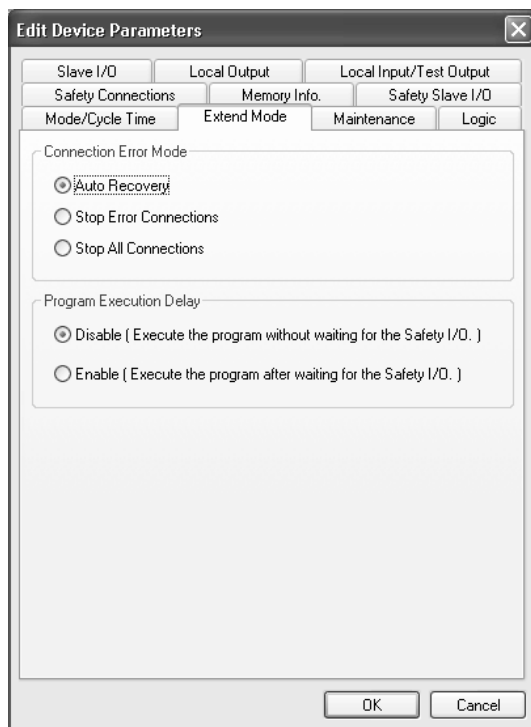 Edit Device Parameters
Slave I/O Local Output Local Input/Test Output
Safety Connections Memory Info. Safety Slave I/O
Mode/Cycle Time Extend Mode Maintenance Logic
Connection Error Mode
Auto Recovery
Stop Error Connections
Stop All Connections
Program Execution Delay
Disable ( Execute the program without waiting for the Safety I/O. )
Enable ( Execute the program after waiting for the Safety I/O. )
OK Cancel